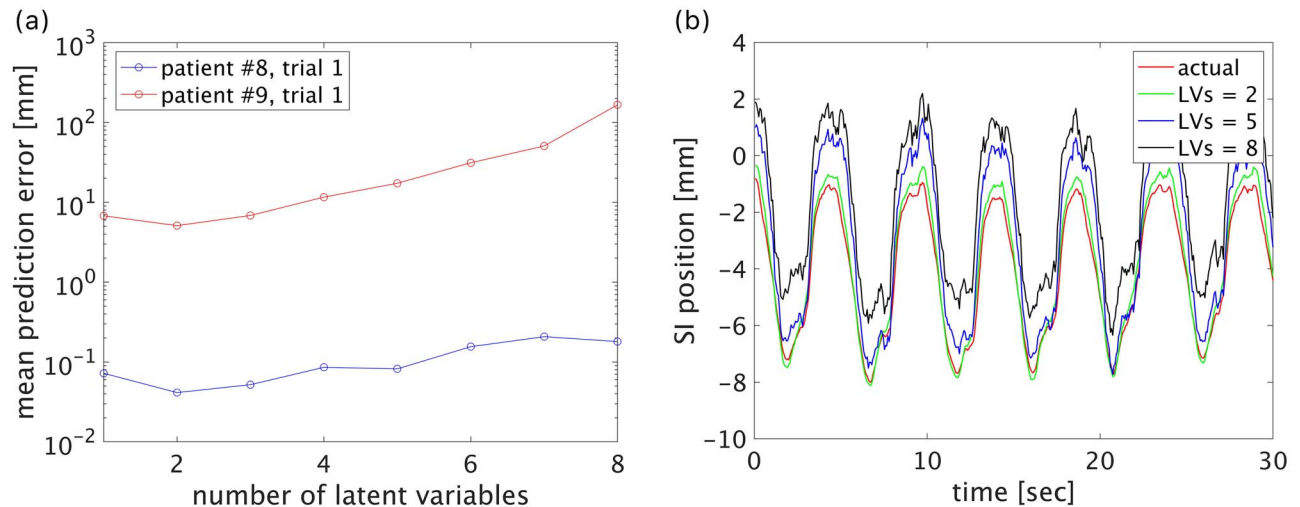 (a)
mean prediction error [mm]
10³
10²
10¹
10⁰
10⁻¹
10⁻²
patient #8, trial 1
patient #9, trial 1
2 4 6 8
number of latent variables
(b)
SI position [mm]
4
2
0
−2
−4
−6
−8
−10
actual
LVs = 2
LVs = 5
LVs = 8
0 10 20 30
time [sec]